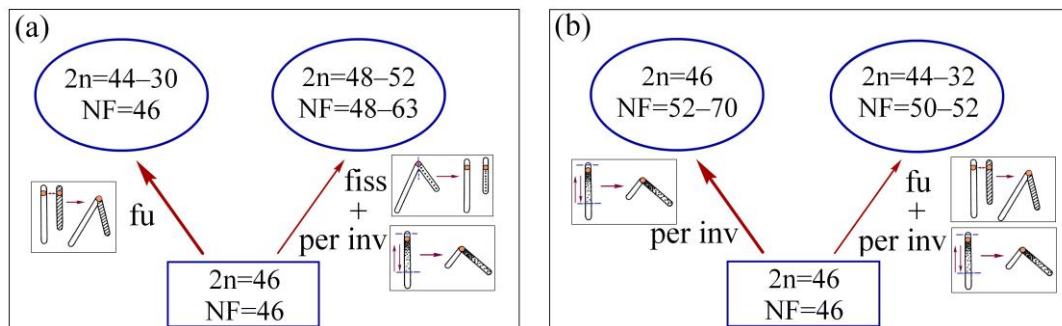 (a)
2n=44–30
NF=46
2n=48–52
NF=48–63
fu
fiss
+
per inv
2n=46
NF=46
(b)
2n=46
NF=52–70
2n=44–32
NF=50–52
per inv
fu
+
per inv
2n=46
NF=46